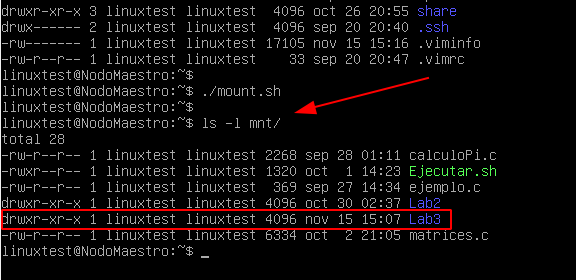 drwxr-xr-x 3 linuxtest linuxtest  4096 oct 26 20:55 share
drwx------ 2 linuxtest linuxtest  4096 sep 20 20:40 .ssh
-rw------- 1 linuxtest linuxtest 17105 nov 15 15:16 .viminfo
-rw-rw-r-- 1 linuxtest linuxtest    33 sep 20 20:47 .vimrc
linuxtest@NodoMaestro:~$
linuxtest@NodoMaestro:~$ ./mount.sh
linuxtest@NodoMaestro:~$
linuxtest@NodoMaestro:~$ ls -l mnt/
total 28
-rw-r--r-- 1 linuxtest linuxtest 2268 sep 28 01:11 calculoPi.c
-rw-r--r-- 1 linuxtest linuxtest 1320 oct  1 14:23 Ejecutar.sh
-rw-r--r-- 1 linuxtest linuxtest  369 sep 27 14:34 ejemplo.c
drwxr-xr-x 1 linuxtest linuxtest 4096 oct 30 02:37 Lab2
drwxr-xr-x 1 linuxtest linuxtest 4096 nov 15 15:07 Lab3
-rw-r--r-- 1 linuxtest linuxtest 6334 oct  2 21:05 matrices.c
linuxtest@NodoMaestro:~$ _